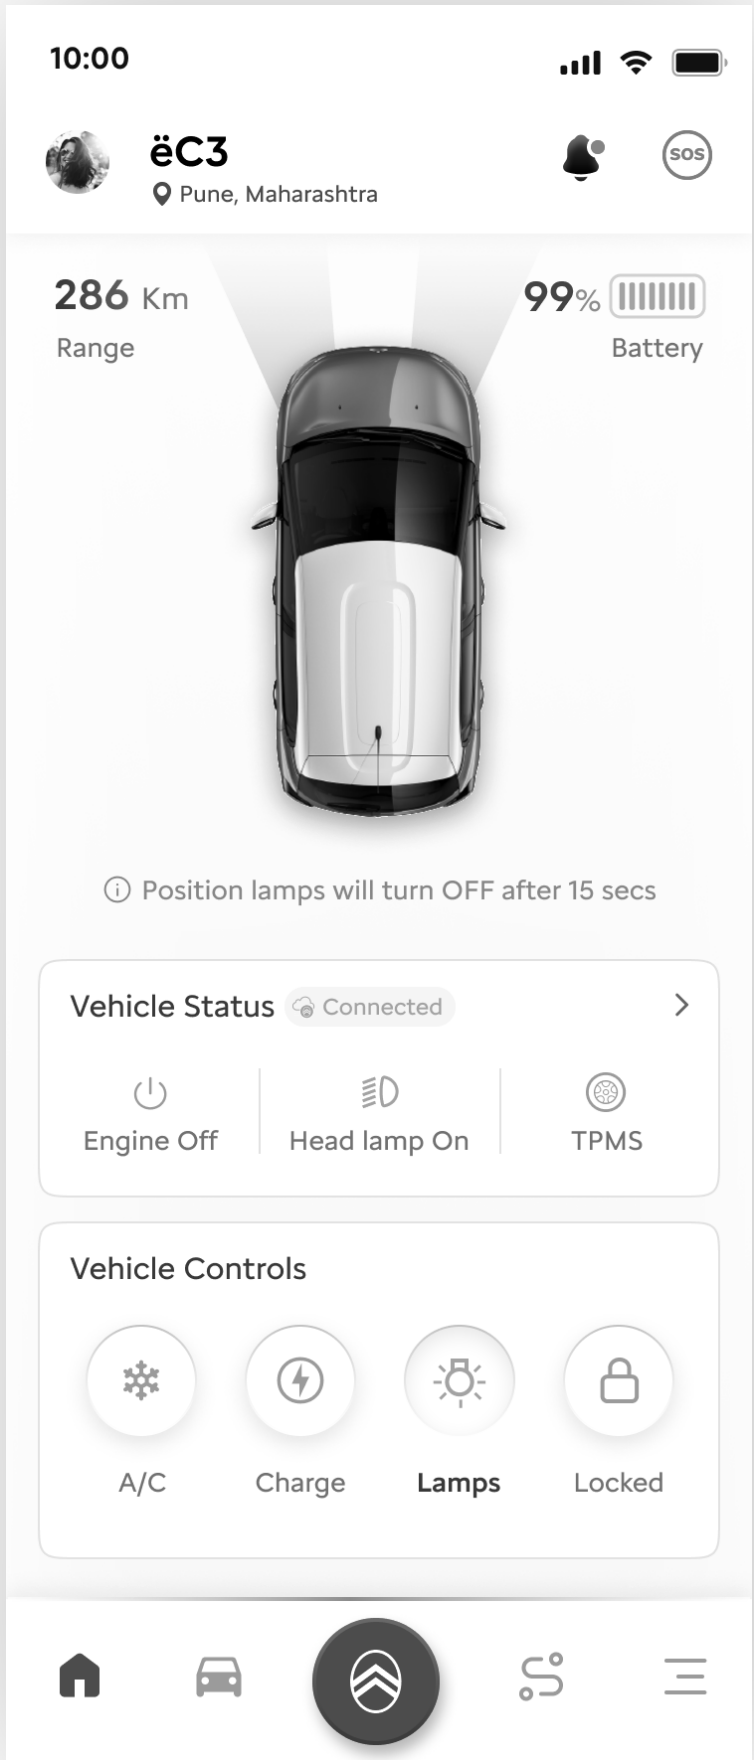 10:00
ëC3
SOS
Pune, Maharashtra
286 Km
99%
Range
Battery
Position lamps will turn OFF after 15 secs
Vehicle Status
Connected
Engine Off
Head lamp On
TPMS
Vehicle Controls
A/C
Charge
Lamps
Locked